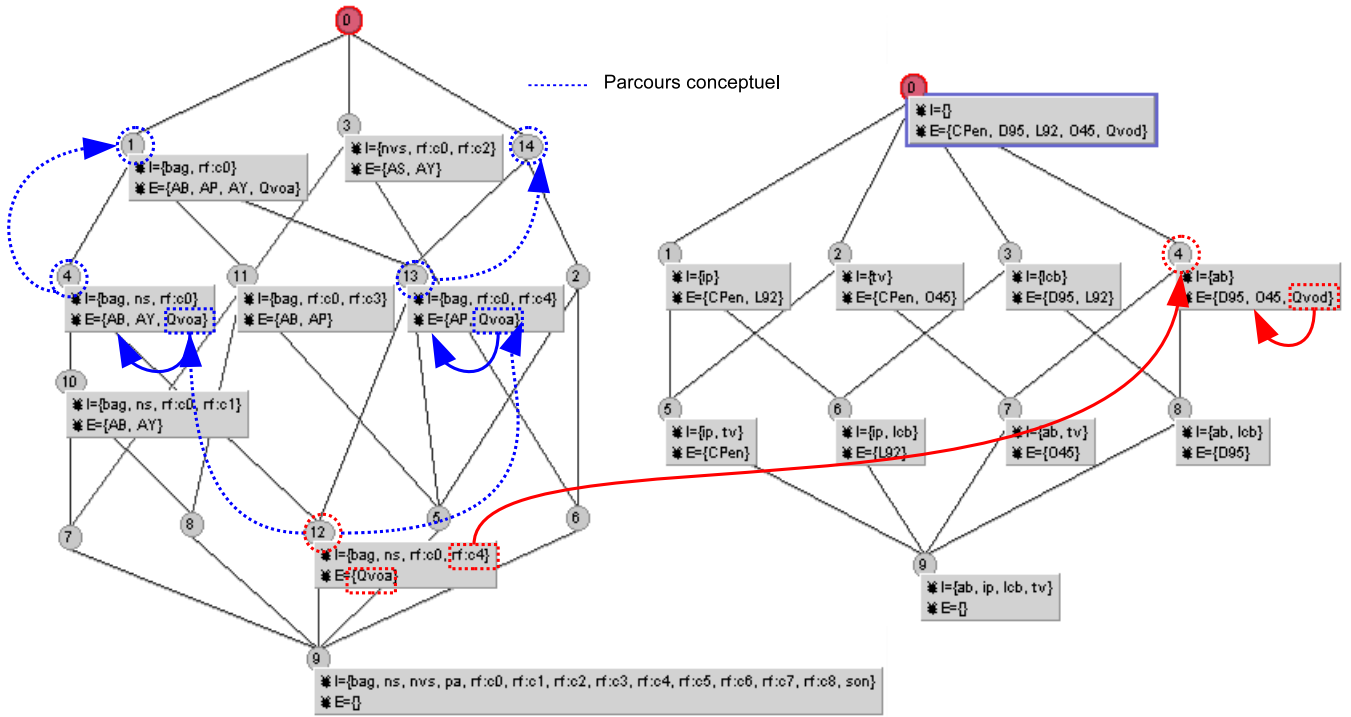 0
Parcours conceptuel
0
I={}
E={CPen, D95, L92, O45, Qvod}
1
3
14
I={nvs, rf:c0, rf:c2}
E={AS, AY}
I={bag, rf:c0}
E={AB, AP, AY, Qvoa}
1
2
3
4
I={ip}
E={CPen, L92}
I={tv}
E={CPen, O45}
I={lcb}
E={D95, L92}
I={ab}
E={D95, O45, Qvod}
4
11
13
2
I={bag, ns, rf:c0}
E={AB, AY, Qvoa}
I={bag, rf:c0, rf:c3}
E={AB, AP}
I={bag, rf:c0, rf:c4}
E={AP, Qvoa}
10
I={bag, ns, rf:c0, rf:c1}
E={AB, AY}
5
6
7
8
I={ip, tv}
E={CPen}
I={ip, lcb}
E={L92}
I={ab, tv}
E={O45}
I={ab, lcb}
E={D95}
7
8
12
5
6
I={bag, ns, rf:c0, rf:c4}
E={Qvoa}
9
I={ab, ip, lcb, tv}
E={}
9
I={bag, ns, nvs, pa, rf:c0, rf:c1, rf:c2, rf:c3, rf:c4, rf:c5, rf:c6, rf:c7, rf:c8, son}
E={}